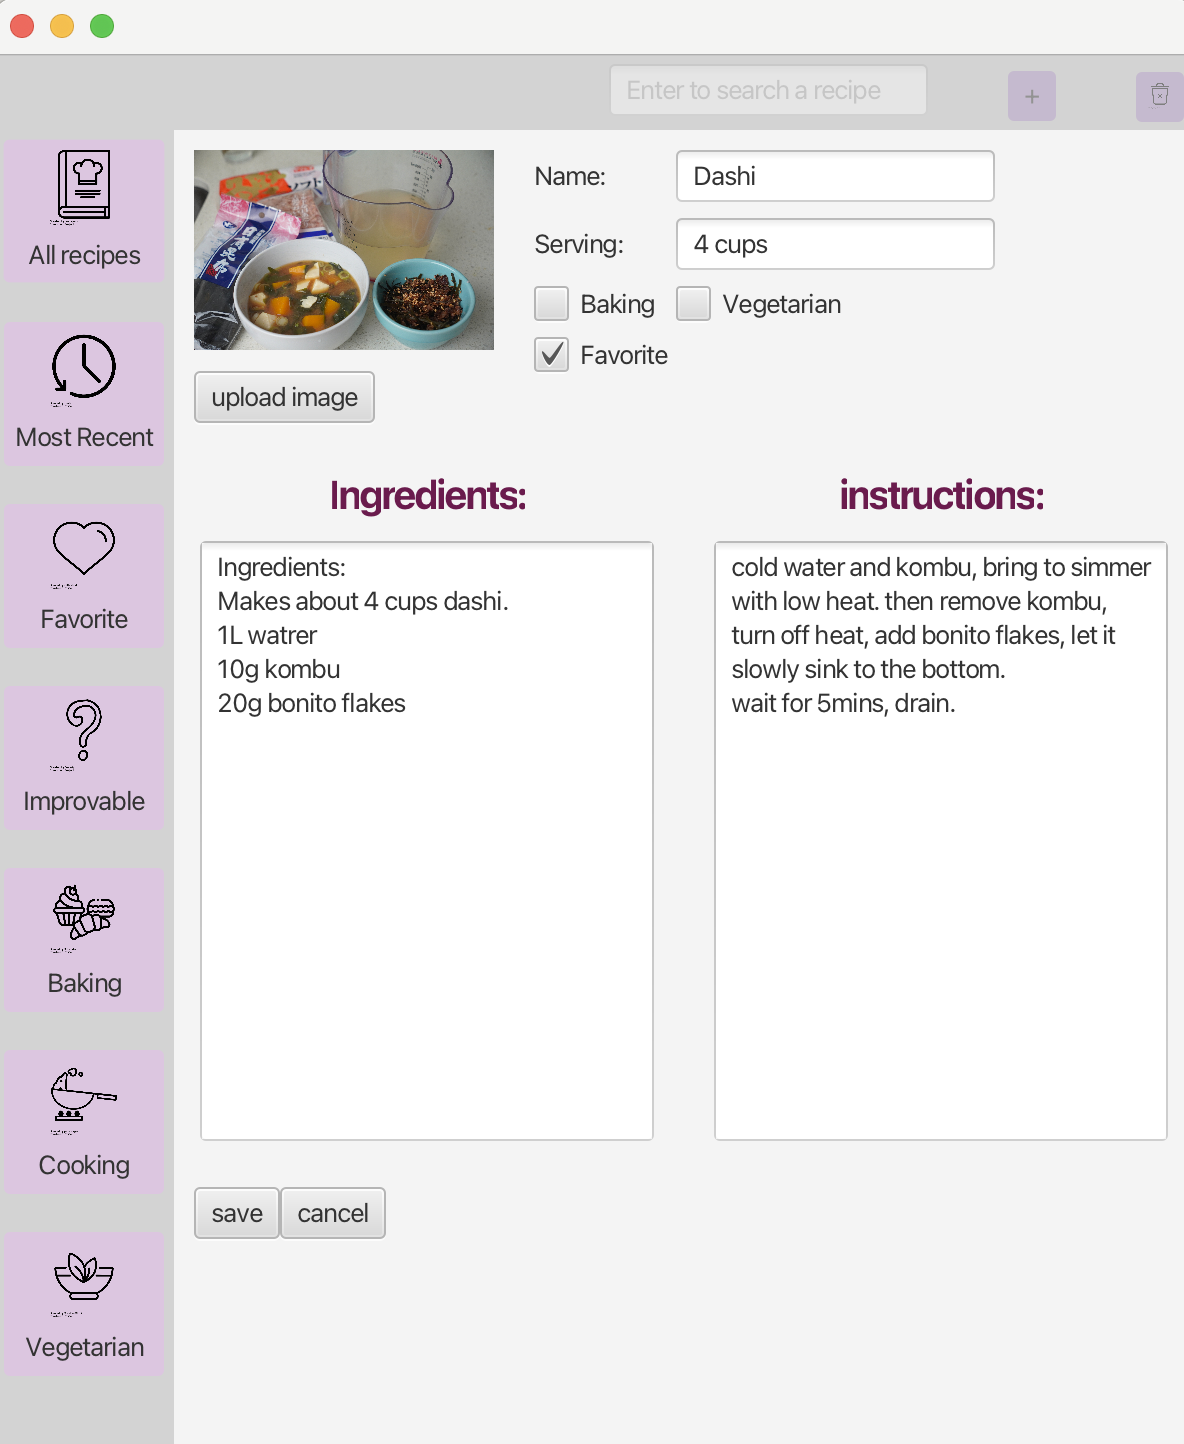 Enter to search a recipe
+
All recipes
Most Recent
Favorite
Improvable
Baking
Cooking
Vegetarian
Name:
Dashi
Serving:
4 cups
Baking
Vegetarian
Favorite
upload image
Ingredients:
Ingredients:
Makes about 4 cups dashi.
1L watrer
10g kombu
20g bonito flakes
instructions:
cold water and kombu, bring to simmer
with low heat. then remove kombu,
turn off heat, add bonito flakes, let it
slowly sink to the bottom.
wait for 5mins, drain.
save
cancel